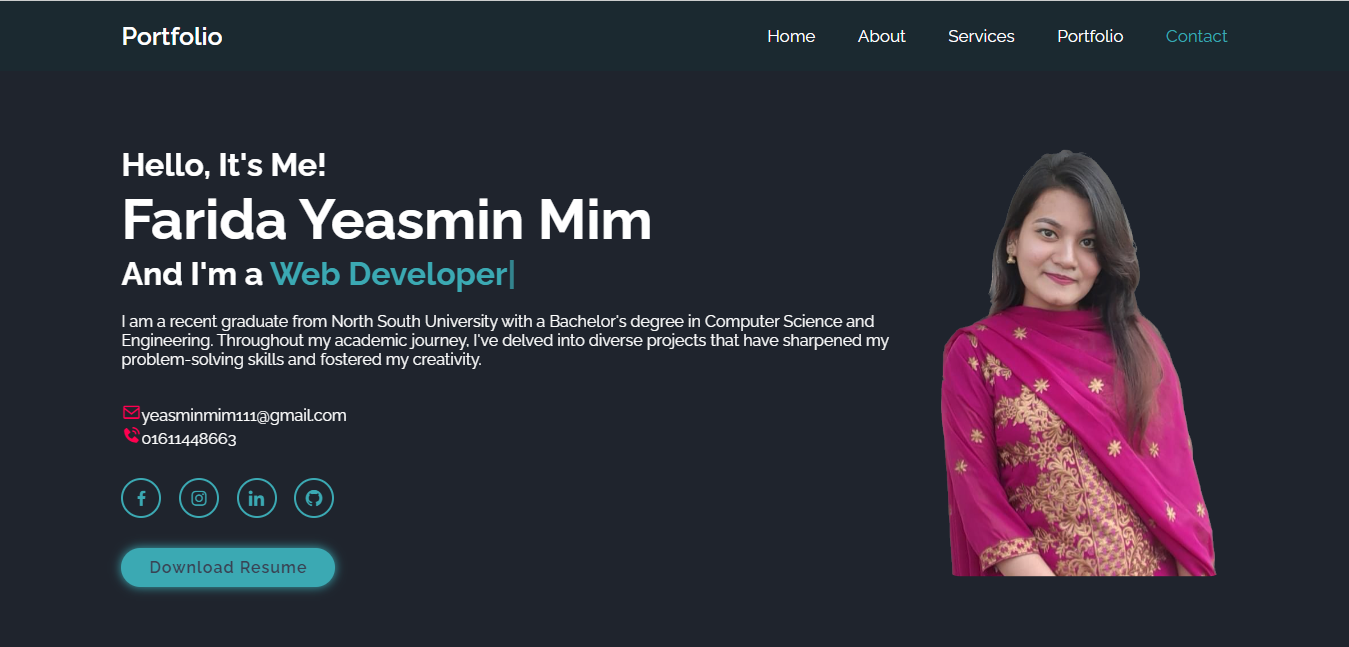 Portfolio
Home About Services Portfolio Contact
Hello, It's Me!
Farida Yeasmin Mim
And I'm a Web Developer|
I am a recent graduate from North South University with a Bachelor's degree in Computer Science and
Engineering. Throughout my academic journey, I've delved into diverse projects that have sharpened my
problem-solving skills and fostered my creativity.
yeasminmim111@gmail.com
01611448663
Download Resume